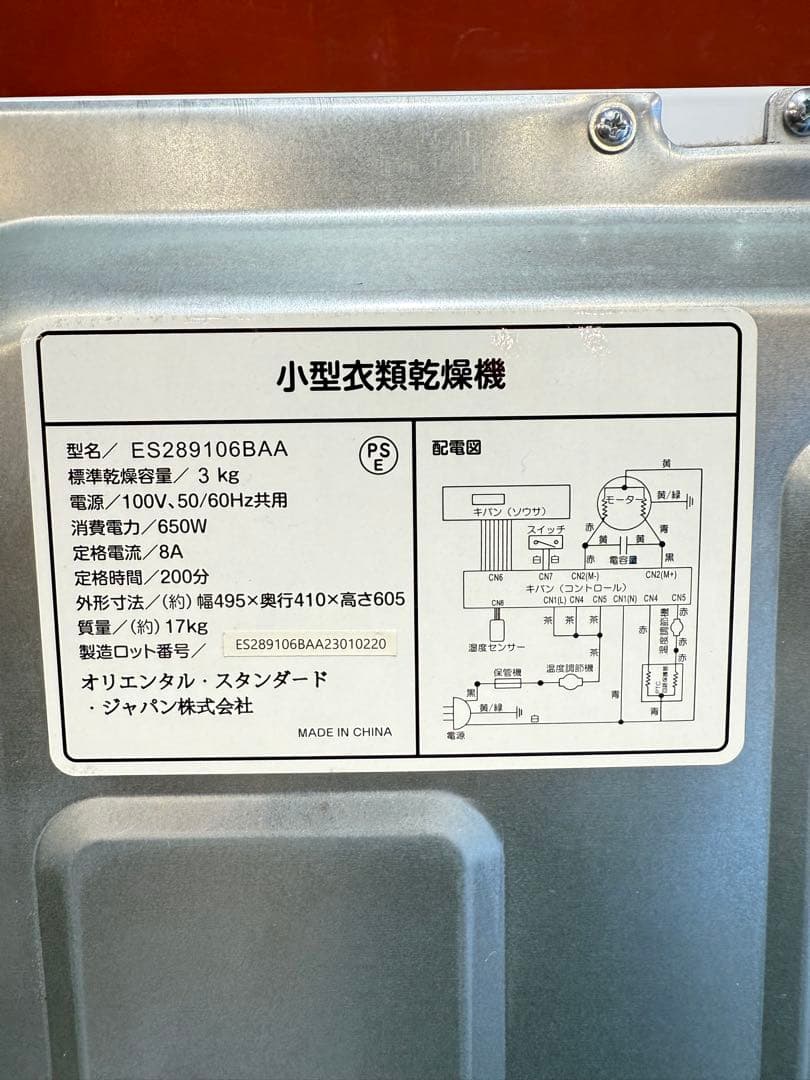 小型衣類乾燥機
型名／ ES289106BAA
PS
E
標準乾燥容量／ 3 kg
電源／100V、50/60Hz共用
消費電力／650W
定格電流／8A
定格時間／200分
外形寸法／(約) 幅495×奥行410×高さ605
質量／(約) 17kg
製造ロット番号／ ES289106BAA23010220
オリエンタル・スタンダード
・ジャパン株式会社
MADE IN CHINA
配電図
黄
モーター
黄/緑
キバン（ソウサ）
スイッチ
赤 黄 黄 青
電容量
白 白 赤 黒
CN6 CN7 CN2(M-) CN2(M+)
キバン（コントロール）
CN8 CN1(L) CN4 CN5 CN1(N) CN4 CN5
茶 茶 茶 赤 赤
温度センサー
赤
保管機 温度調節機 茶
黒
PTC
黄/緑 白 青 青
電源